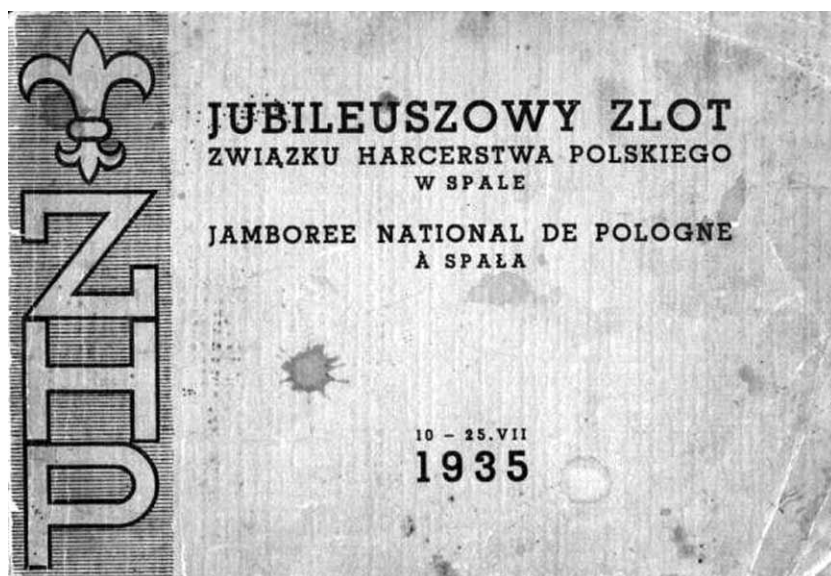 ZHP
JUBILEUSZOWY ZLOT
ZWIĄZKU HARCERSTWA POLSKIEGO
W SPALE
JAMBOREE NATIONAL DE POLOGNE
À SPAŁA
10 – 25.VII
1935